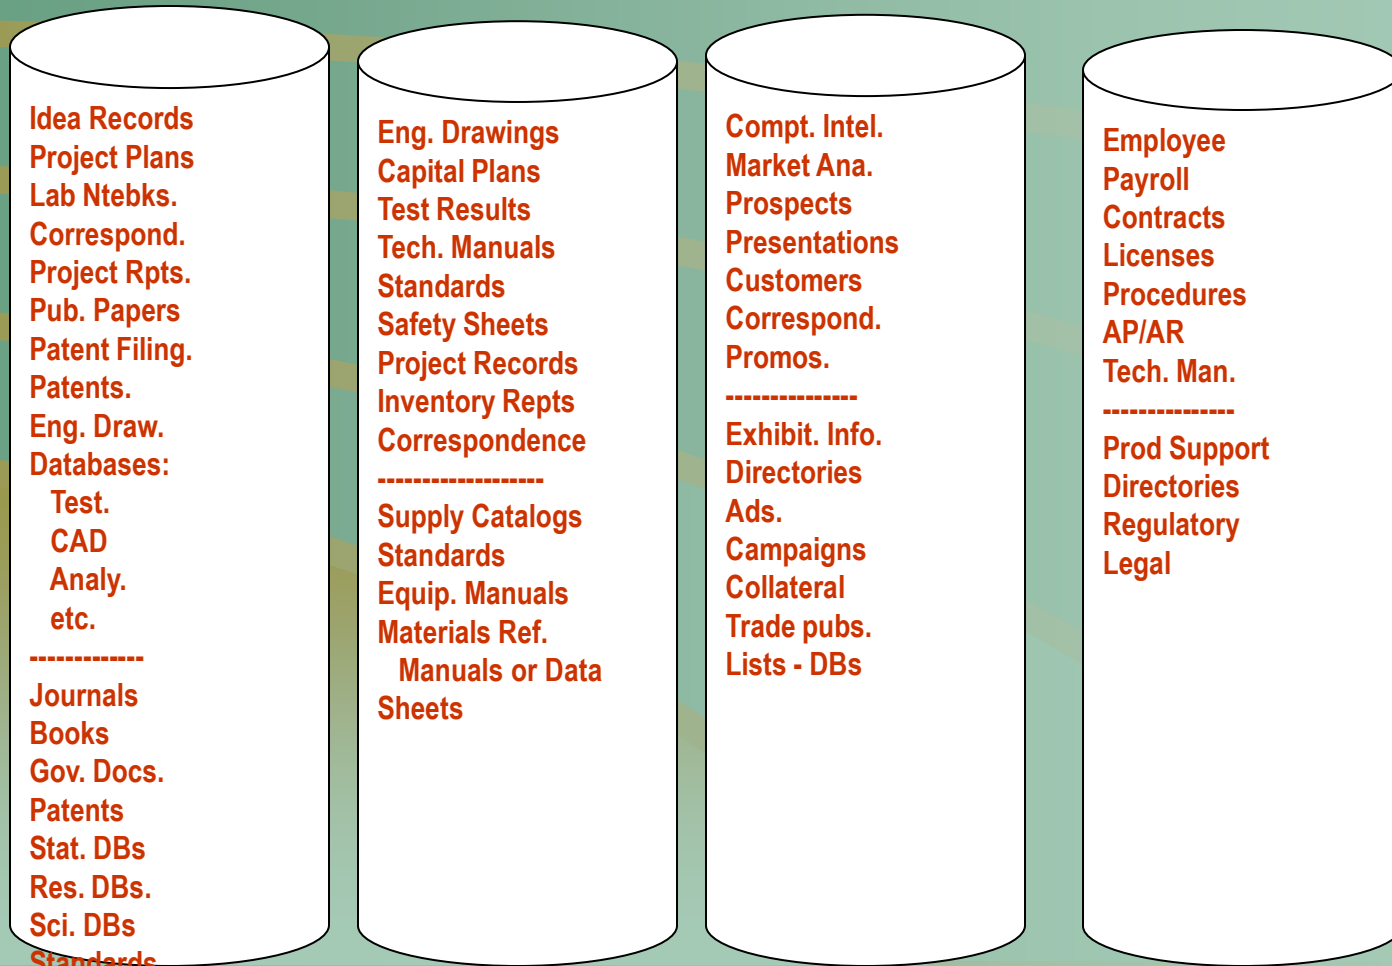 Idea Records
Project Plans
Lab Ntebks.
Correspond.
Project Rpts.
Pub. Papers
Patent Filing.
Patents.
Eng. Draw.
Databases:
Test.
CAD
Analy.
etc.
-------------
Journals
Books
Gov. Docs.
Patents
Stat. DBs
Res. DBs.
Sci. DBs
Standards
Eng. Drawings
Capital Plans
Test Results
Tech. Manuals
Standards
Safety Sheets
Project Records
Inventory Repts
Correspondence
-------------------
Supply Catalogs
Standards
Equip. Manuals
Materials Ref.
Manuals or Data
Sheets
Compt. Intel.
Market Ana.
Prospects
Presentations
Customers
Correspond.
Promos.
---------------
Exhibit. Info.
Directories
Ads.
Campaigns
Collateral
Trade pubs.
Lists - DBs
Employee
Payroll
Contracts
Licenses
Procedures
AP/AR
Tech. Man.
---------------
Prod Support
Directories
Regulatory
Legal